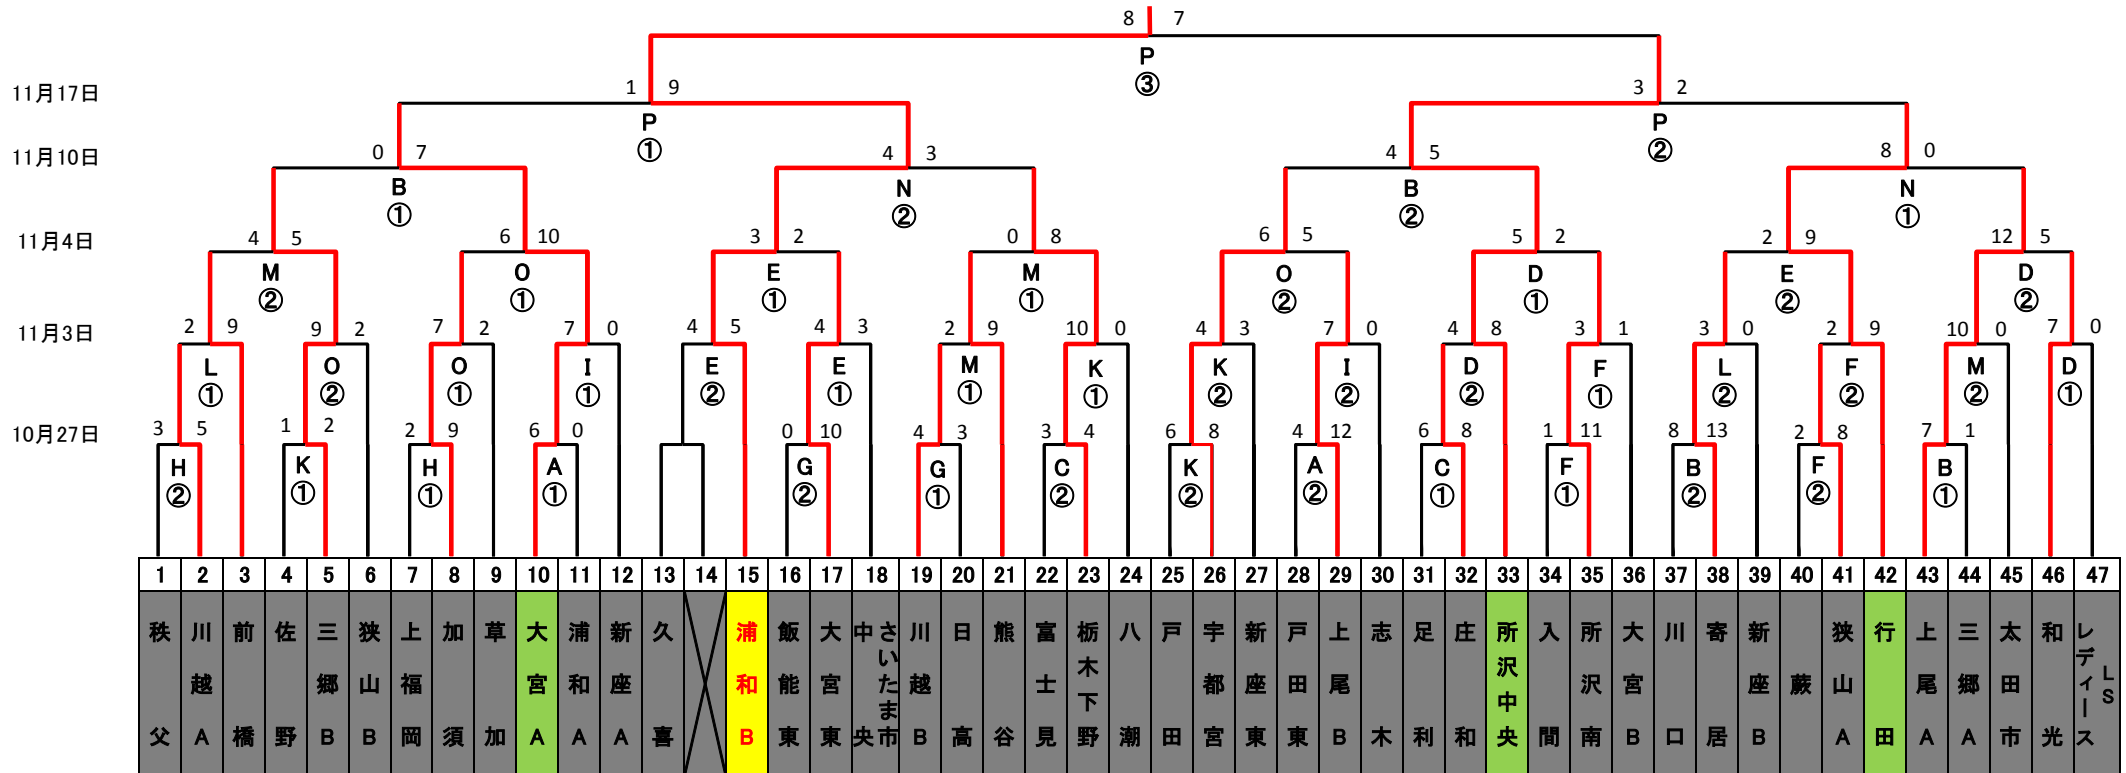 8 7
P
③
11月17日
1 9
3 2
P
①
P
②
11月10日
0 7
4 3
4 5
8 0
B
①
N
②
B
②
N
①
11月4日
4 5
6 10
3 2
0 8
6 5
5 2
2 9
12 5
M
②
O
①
E
①
M
①
O
②
D
①
E
②
D
②
11月3日
2 9
9 2
7 2
7 0
4 5
4 3
2 9
10 0
4 3
7 0
4 8
3 1
3 0
2 9
10 0
7 0
L
①
O
②
O
①
I
①
E
②
E
①
M
①
K
①
K
②
I
②
D
②
F
①
L
②
F
②
M
②
D
①
10月27日
3 5
1 2
2 9
6 0
0 10
4 3
3 4
6 8
4 12
6 8
1 11
8 13
2 8
7 1
H
②
K
①
H
①
A
①
G
②
G
①
C
②
K
②
A
②
C
①
F
①
B
②
F
②
B
①
1 2 3 4 5 6 7 8 9 10 11 12 13 14 15 16 17 18 19 20 21 22 23 24 25 26 27 28 29 30 31 32 33 34 35 36 37 38 39 40 41 42 43 44 45 46 47
秩父
川越A
前橋
佐野
三郷B
狭山B
上福岡
加須
草加
大宮A
浦和A
新座A
久喜
浦和B
飯能東
大宮東
さいたま市
中央
川越B
日高
熊谷
富士見
栃木下野
八潮
戸田
宇都宮
新座東
戸田東
上尾B
志木
足利
庄和
所沢中央
入間
所沢南
大宮B
川口
寄居
新座B
蕨
狭山A
行田
上尾A
三郷A
太田市
和光
LS
レディース